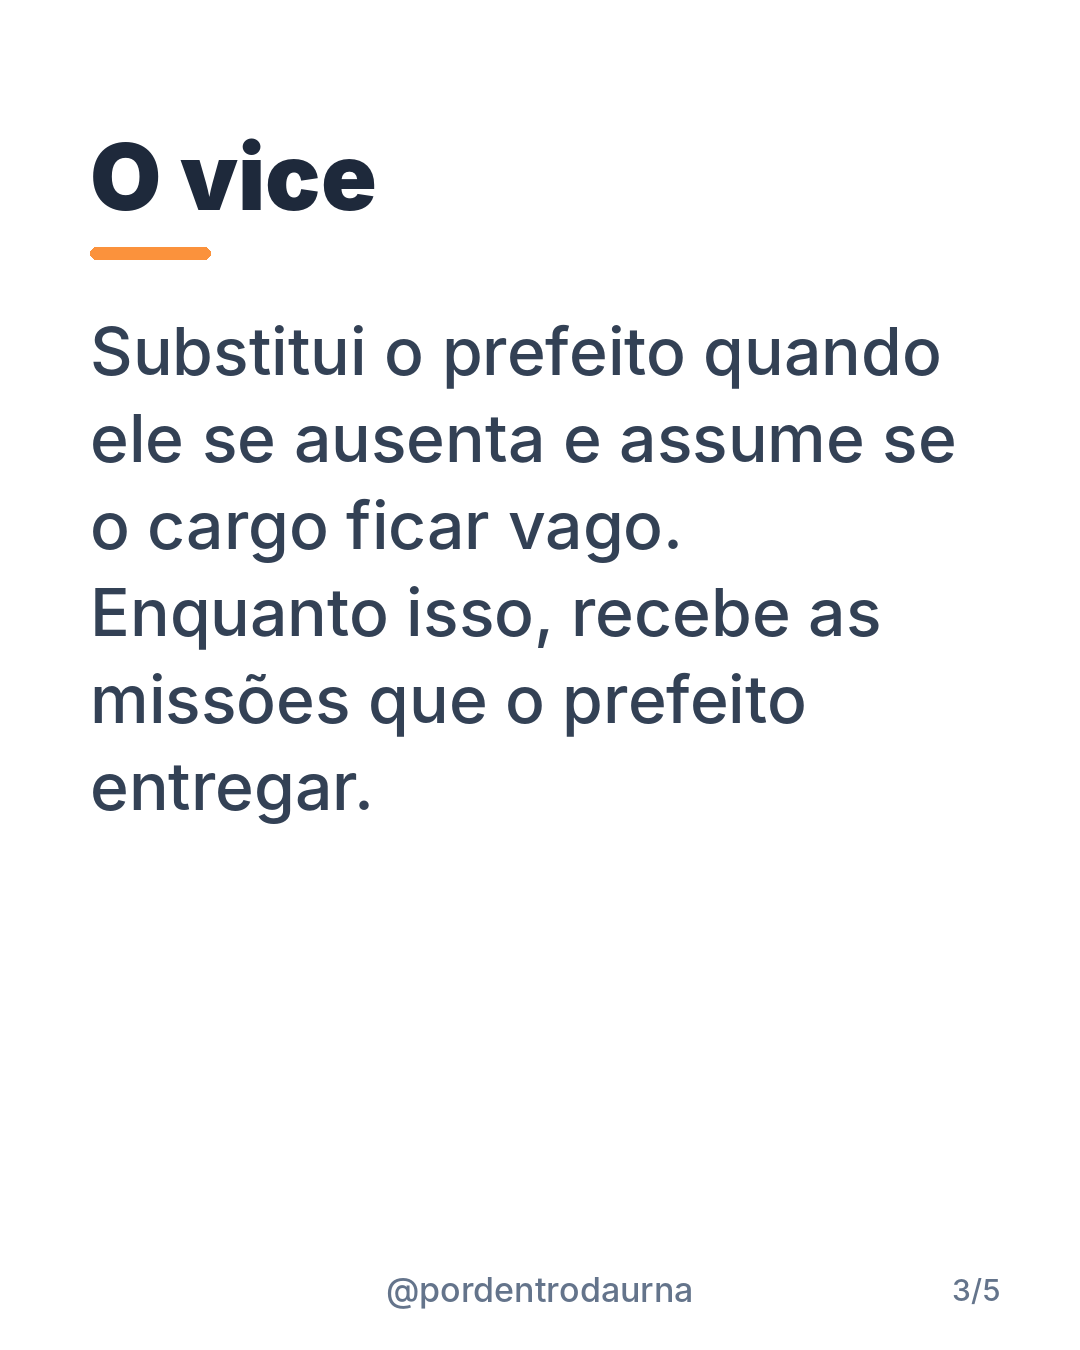 O vice
Substitui o prefeito quando
ele se ausenta e assume se
o cargo ficar vago.
Enquanto isso, recebe as
missões que o prefeito
entregar.
@pordentrodaurna
3/5